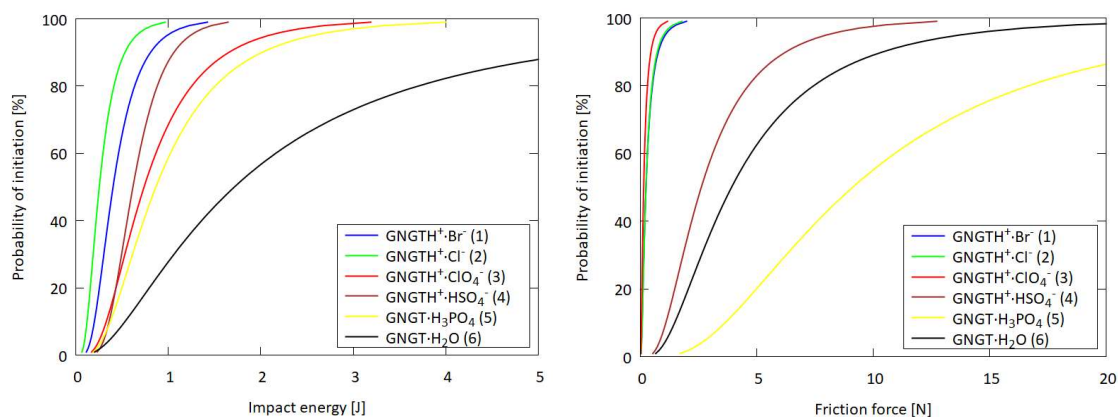 Probability of initiation [%]
100
80
60
40
20
0
GNGTH⁺·Br⁻ (1)
GNGTH⁺·Cl⁻ (2)
GNGTH⁺·ClO₄⁻ (3)
GNGTH⁺·HSO₄⁻ (4)
GNGT·H₃PO₄ (5)
GNGT·H₂O (6)
0 1 2 3 4 5
Impact energy [J]
Probability of initiation [%]
100
80
60
40
20
0
GNGTH⁺·Br⁻ (1)
GNGTH⁺·Cl⁻ (2)
GNGTH⁺·ClO₄⁻ (3)
GNGTH⁺·HSO₄⁻ (4)
GNGT·H₃PO₄ (5)
GNGT·H₂O (6)
0 5 10 15 20
Friction force [N]